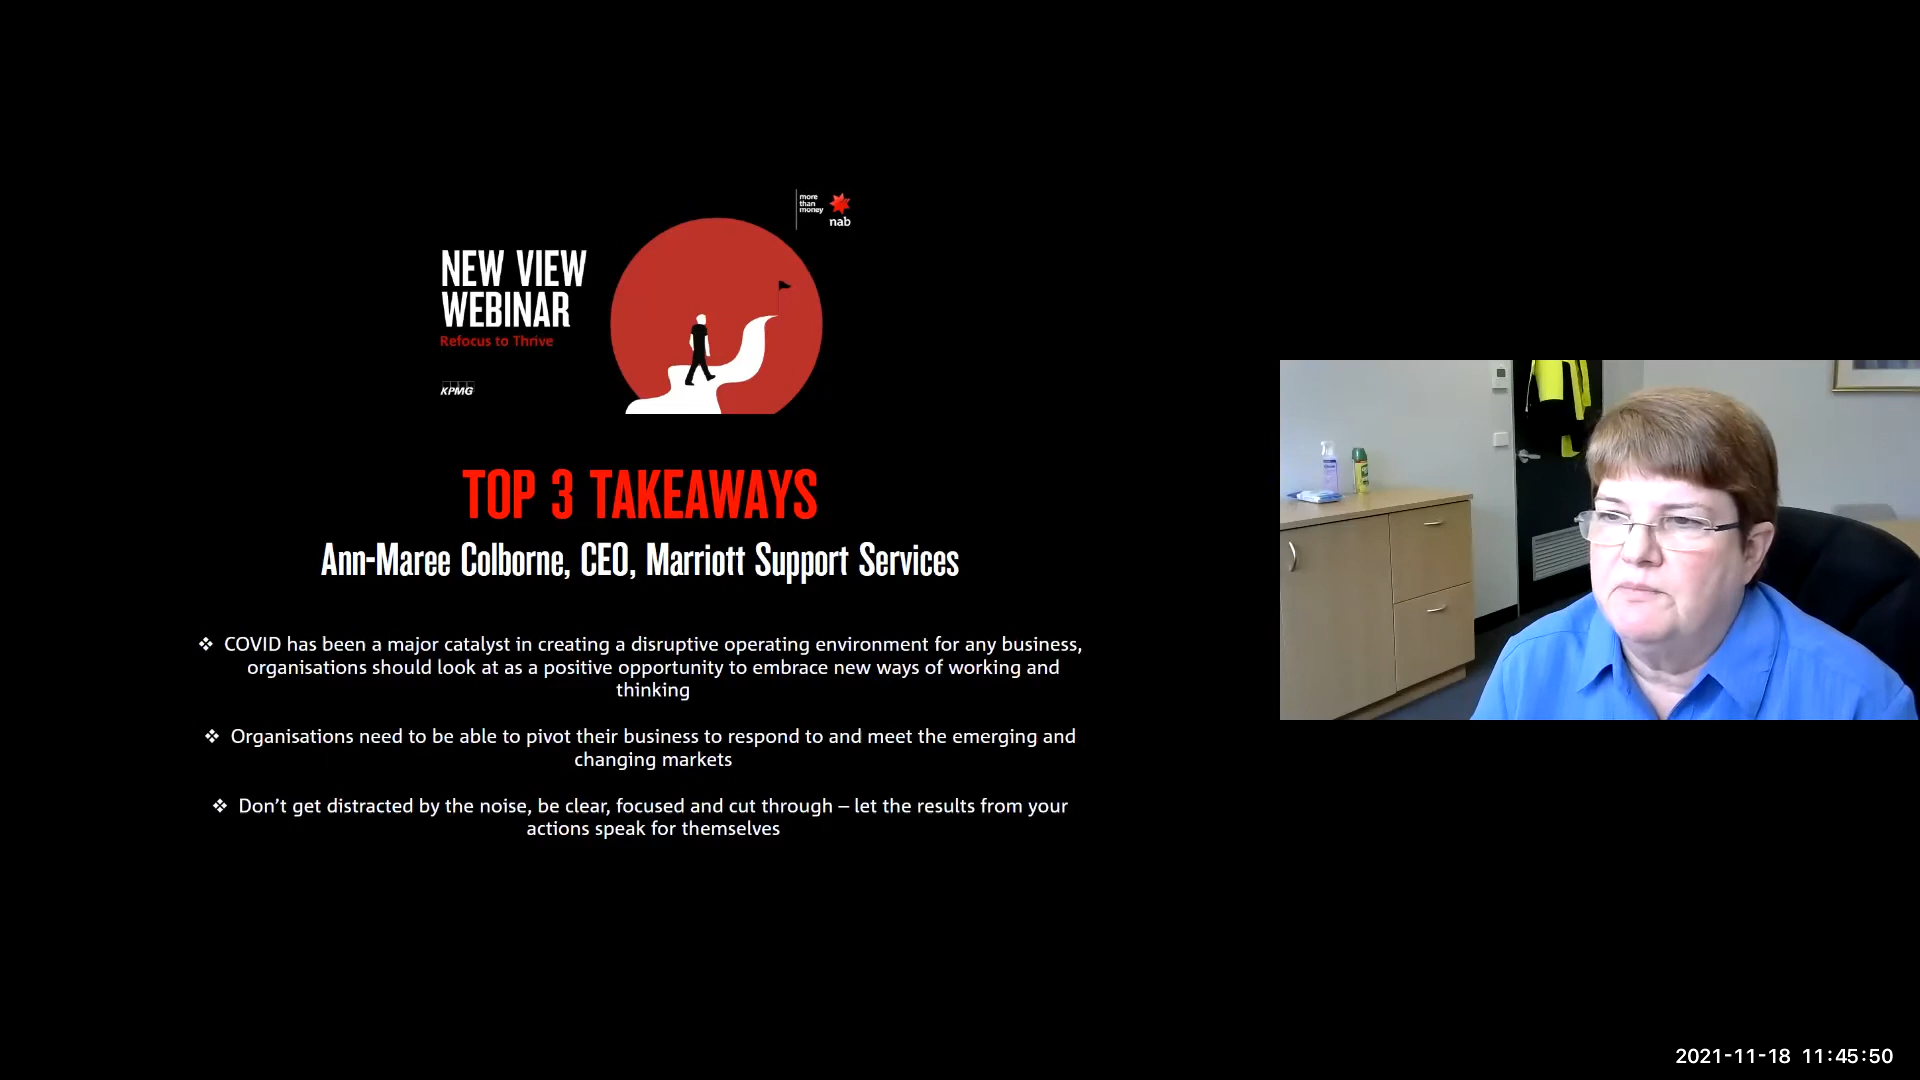 more
than
money
nab
NEW VIEW
WEBINAR
Refocus to Thrive
KPMG
TOP 3 TAKEAWAYS
Ann-Maree Colborne, CEO, Marriott Support Services
❖ COVID has been a major catalyst in creating a disruptive operating environment for any business,
organisations should look at as a positive opportunity to embrace new ways of working and
thinking
❖ Organisations need to be able to pivot their business to respond to and meet the emerging and
changing markets
❖ Don’t get distracted by the noise, be clear, focused and cut through – let the results from your
actions speak for themselves
2021-11-18 11:45:50